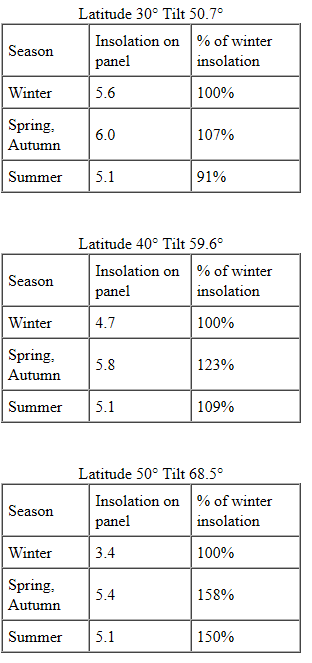 Latitude 30° Tilt 50.7°
Season
Insolation on
panel
% of winter
insolation
Winter 5.6 100%
Spring,
Autumn
6.0 107%
Summer 5.1 91%
Latitude 40° Tilt 59.6°
Season
Insolation on
panel
% of winter
insolation
Winter 4.7 100%
Spring,
Autumn
5.8 123%
Summer 5.1 109%
Latitude 50° Tilt 68.5°
Season
Insolation on
panel
% of winter
insolation
Winter 3.4 100%
Spring,
Autumn
5.4 158%
Summer 5.1 150%